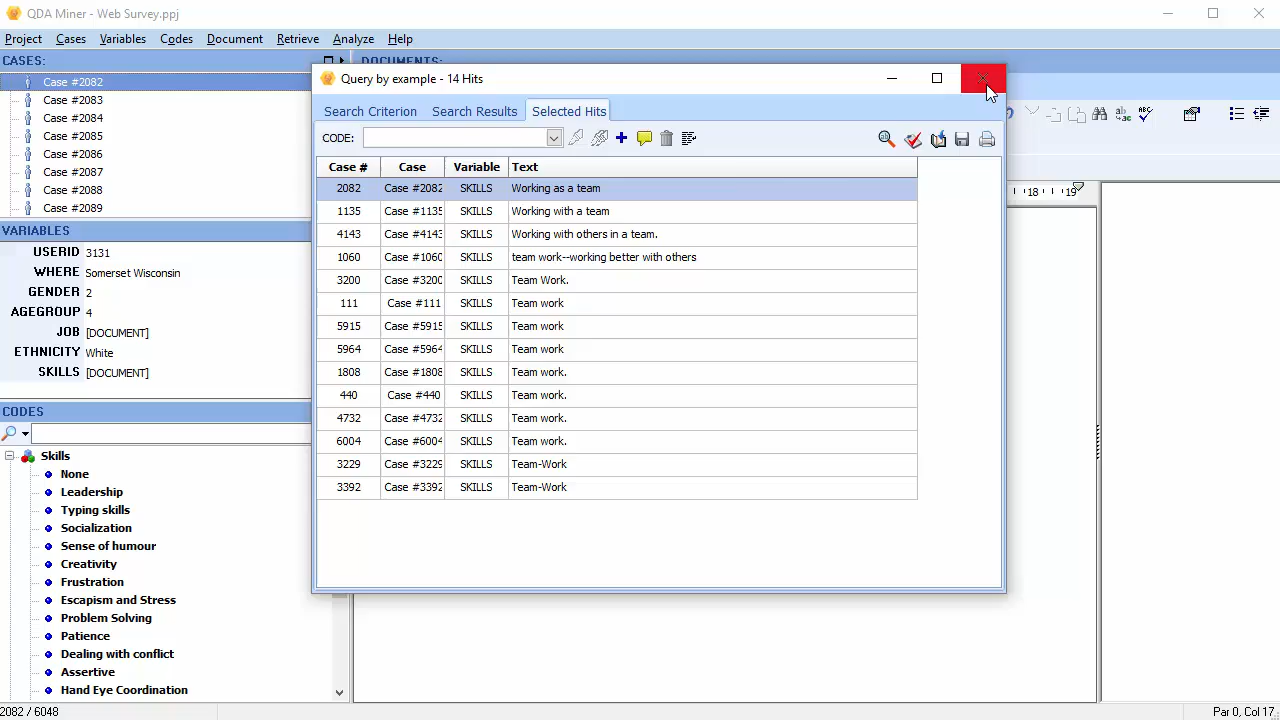 QDA Miner - Web Survey.ppj
Project Cases Variables Codes Document Retrieve Analyze Help
CASES:
Case #2082
Case #2083
Case #2084
Case #2085
Case #2086
Case #2087
Case #2088
Case #2089
VARIABLES
USERID 3131
WHERE Somerset Wisconsin
GENDER 2
AGEGROUP 4
JOB [DOCUMENT]
ETHNICITY White
SKILLS [DOCUMENT]
CODES
Skills
None
Leadership
Typing skills
Socialization
Sense of humour
Creativity
Frustration
Escapism and Stress
Problem Solving
Patience
Dealing with conflict
Assertive
Hand Eye Coordination
2082 / 6048
DOCUMENTS:
Query by example - 14 Hits
Search Criterion Search Results Selected Hits
CODE:
Case # Case Variable Text
2082 Case #2082 SKILLS Working as a team
1135 Case #1135 SKILLS Working with a team
4143 Case #4143 SKILLS Working with others in a team.
1060 Case #1060 SKILLS team work--working better with others
3200 Case #3200 SKILLS Team Work.
111 Case #111 SKILLS Team work
5915 Case #5915 SKILLS Team work
5964 Case #5964 SKILLS Team work
1808 Case #1808 SKILLS Team work.
440 Case #440 SKILLS Team work.
4732 Case #4732 SKILLS Team work.
6004 Case #6004 SKILLS Team work.
3229 Case #3229 SKILLS Team-Work
3392 Case #3392 SKILLS Team-Work
18 19
Par 0, Col 17